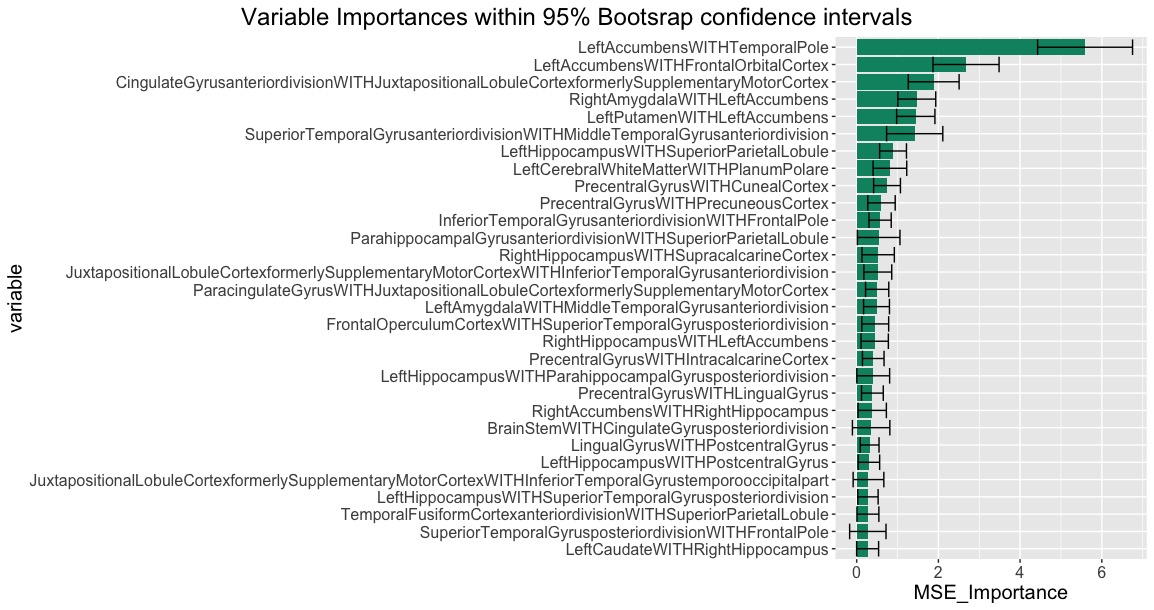 Variable Importances within 95% Bootsrap confidence intervals
variable
LeftAccumbensWITHTemporalPole
LeftAccumbensWITHFrontalOrbitalCortex
CingulateGyrusanteriordivisionWITHJuxtapositionalLobuleCortexformerlySupplementaryMotorCortex
RightAmygdalaWITHLeftAccumbens
LeftPutamenWITHLeftAccumbens
SuperiorTemporalGyrusanteriordivisionWITHMiddleTemporalGyrusanteriordivision
LeftHippocampusWITHSuperiorParietalLobule
LeftCerebralWhiteMatterWITHPlanumPolare
PrecentralGyrusWITHCunealCortex
PrecentralGyrusWITHPrecuneousCortex
InferiorTemporalGyrusanteriordivisionWITHFrontalPole
ParahippocampalGyrusanteriordivisionWITHSuperiorParietalLobule
RightHippocampusWITHSupracalcarineCortex
JuxtapositionalLobuleCortexformerlySupplementaryMotorCortexWITHInferiorTemporalGyrusanteriordivision
ParacingulateGyrusWITHJuxtapositionalLobuleCortexformerlySupplementaryMotorCortex
LeftAmygdalaWITHMiddleTemporalGyrusanteriordivision
FrontalOperculumCortexWITHSuperiorTemporalGyrusposteriordivision
RightHippocampusWITHLeftAccumbens
PrecentralGyrusWITHIntracalcarineCortex
LeftHippocampusWITHParahippocampalGyrusposteriordivision
PrecentralGyrusWITHLingualGyrus
RightAccumbensWITHRightHippocampus
BrainStemWITHCingulateGyrusposteriordivision
LingualGyrusWITHPostcentralGyrus
LeftHippocampusWITHPostcentralGyrus
JuxtapositionalLobuleCortexformerlySupplementaryMotorCortexWITHInferiorTemporalGyrustemporooccipitalpart
LeftHippocampusWITHSuperiorTemporalGyrusposteriordivision
TemporalFusiformCortexanteriordivisionWITHSuperiorParietalLobule
SuperiorTemporalGyrusposteriordivisionWITHFrontalPole
LeftCaudateWITHRightHippocampus
0 2 4 6
MSE_Importance